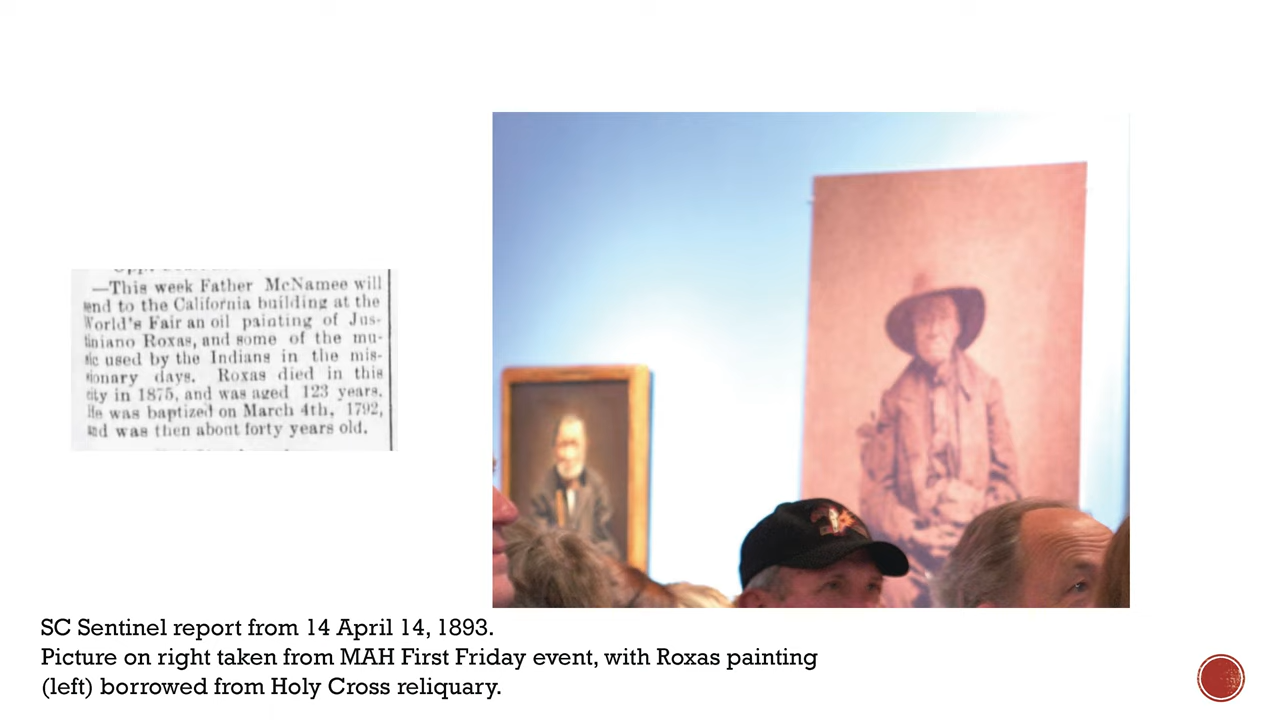 —This week Father McNamee will
end to the California building at the
World's Fair an oil painting of Jus-
tiniano Roxas, and some of the mu-
sic used by the Indians in the mis-
sionary days. Roxas died in this
city in 1875, and was aged 123 years.
He was baptized on March 4th, 1792,
and was then about forty years old.
SC Sentinel report from 14 April 14, 1893.
Picture on right taken from MAH First Friday event, with Roxas painting
(left) borrowed from Holy Cross reliquary.